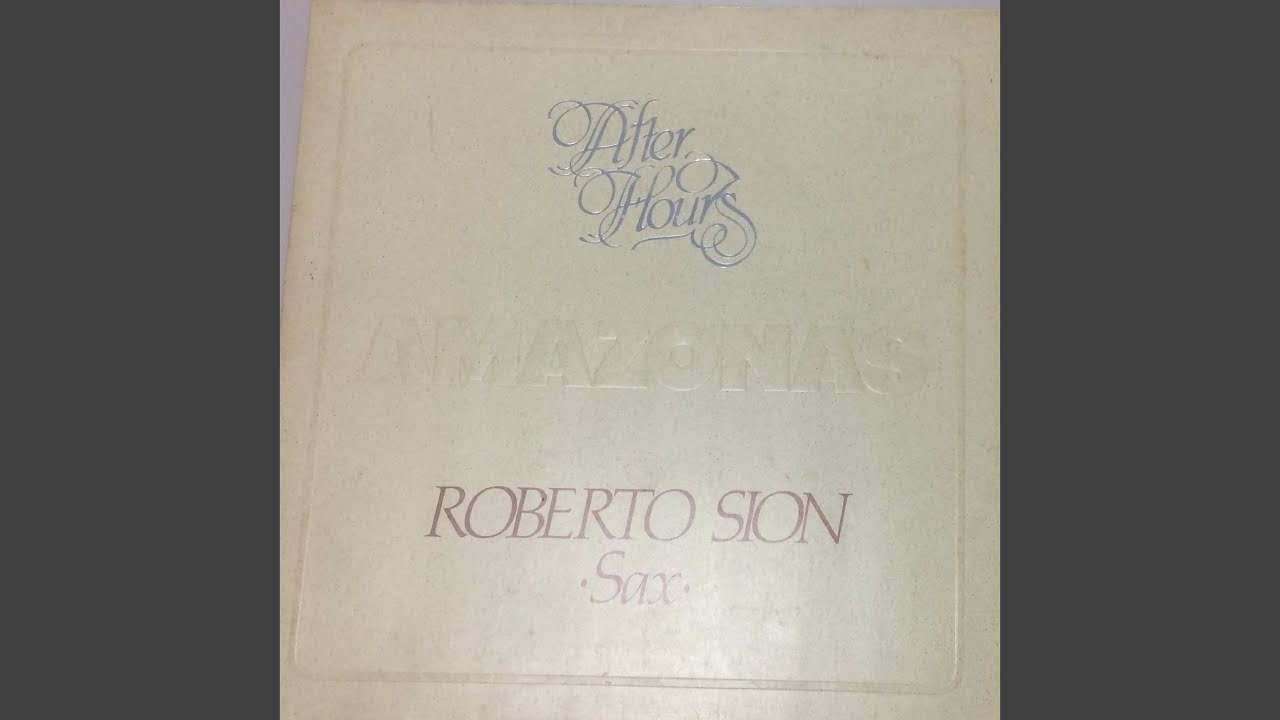 After
Hours
AMAZONAS
ROBERTO SION
·Sax·